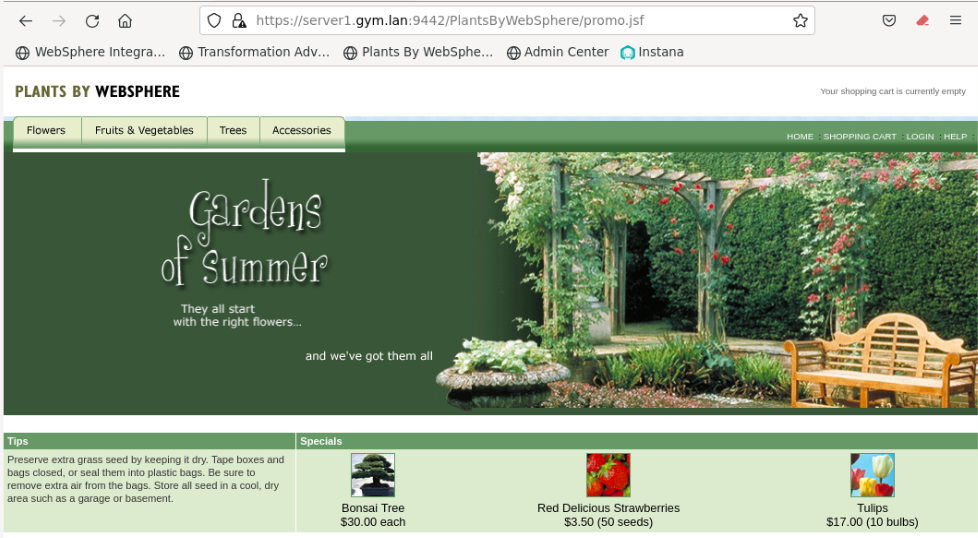 https://server1.gym.lan:9442/PlantsByWebSphere/promo.jsf
WebSphere Integra... Transformation Adv... Plants By WebSphe... Admin Center Instana
PLANTS BY WEBSPHERE
Your shopping cart is currently empty
Flowers Fruits & Vegetables Trees Accessories
HOME : SHOPPING CART : LOGIN : HELP :
Gardens
of Summer
They all start
with the right flowers...
and we've got them all
Tips
Preserve extra grass seed by keeping it dry. Tape boxes and
bags closed, or seal them into plastic bags. Be sure to
remove extra air from the bags. Store all seed in a cool, dry
area such as a garage or basement.
Specials
Bonsai Tree
$30.00 each
Red Delicious Strawberries
$3.50 (50 seeds)
Tulips
$17.00 (10 bulbs)